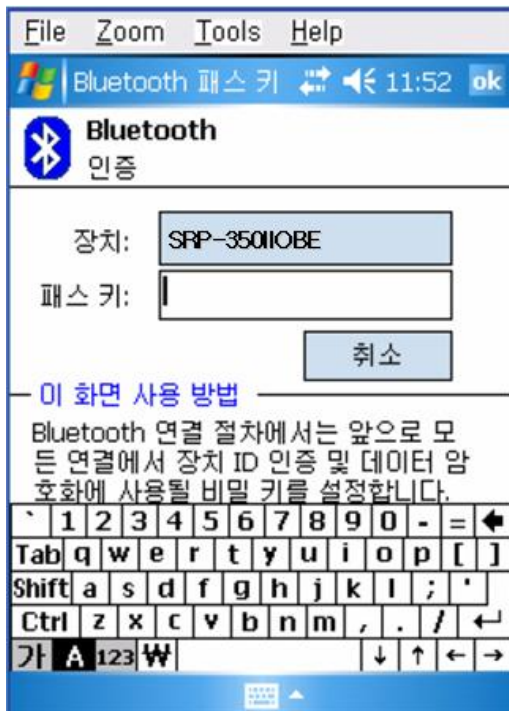 File Zoom Tools Help
Bluetooth 패스 키 11:52 ok
Bluetooth
인증
장치: SRP-350IIOBE
패스 키:
취소
이 화면 사용 방법
Bluetooth 연결 절차에서는 앞으로 모
든 연결에서 장치 ID 인증 및 데이터 암
호화에 사용될 비밀 키를 설정합니다.
` 1 2 3 4 5 6 7 8 9 0 - = ←
Tab q w e r t y u i o p [ ]
Shift a s d f g h j k l ; '
Ctrl z x c v b n m , . / ↵
가 A 123 ₩ ↓ ↑ ← →